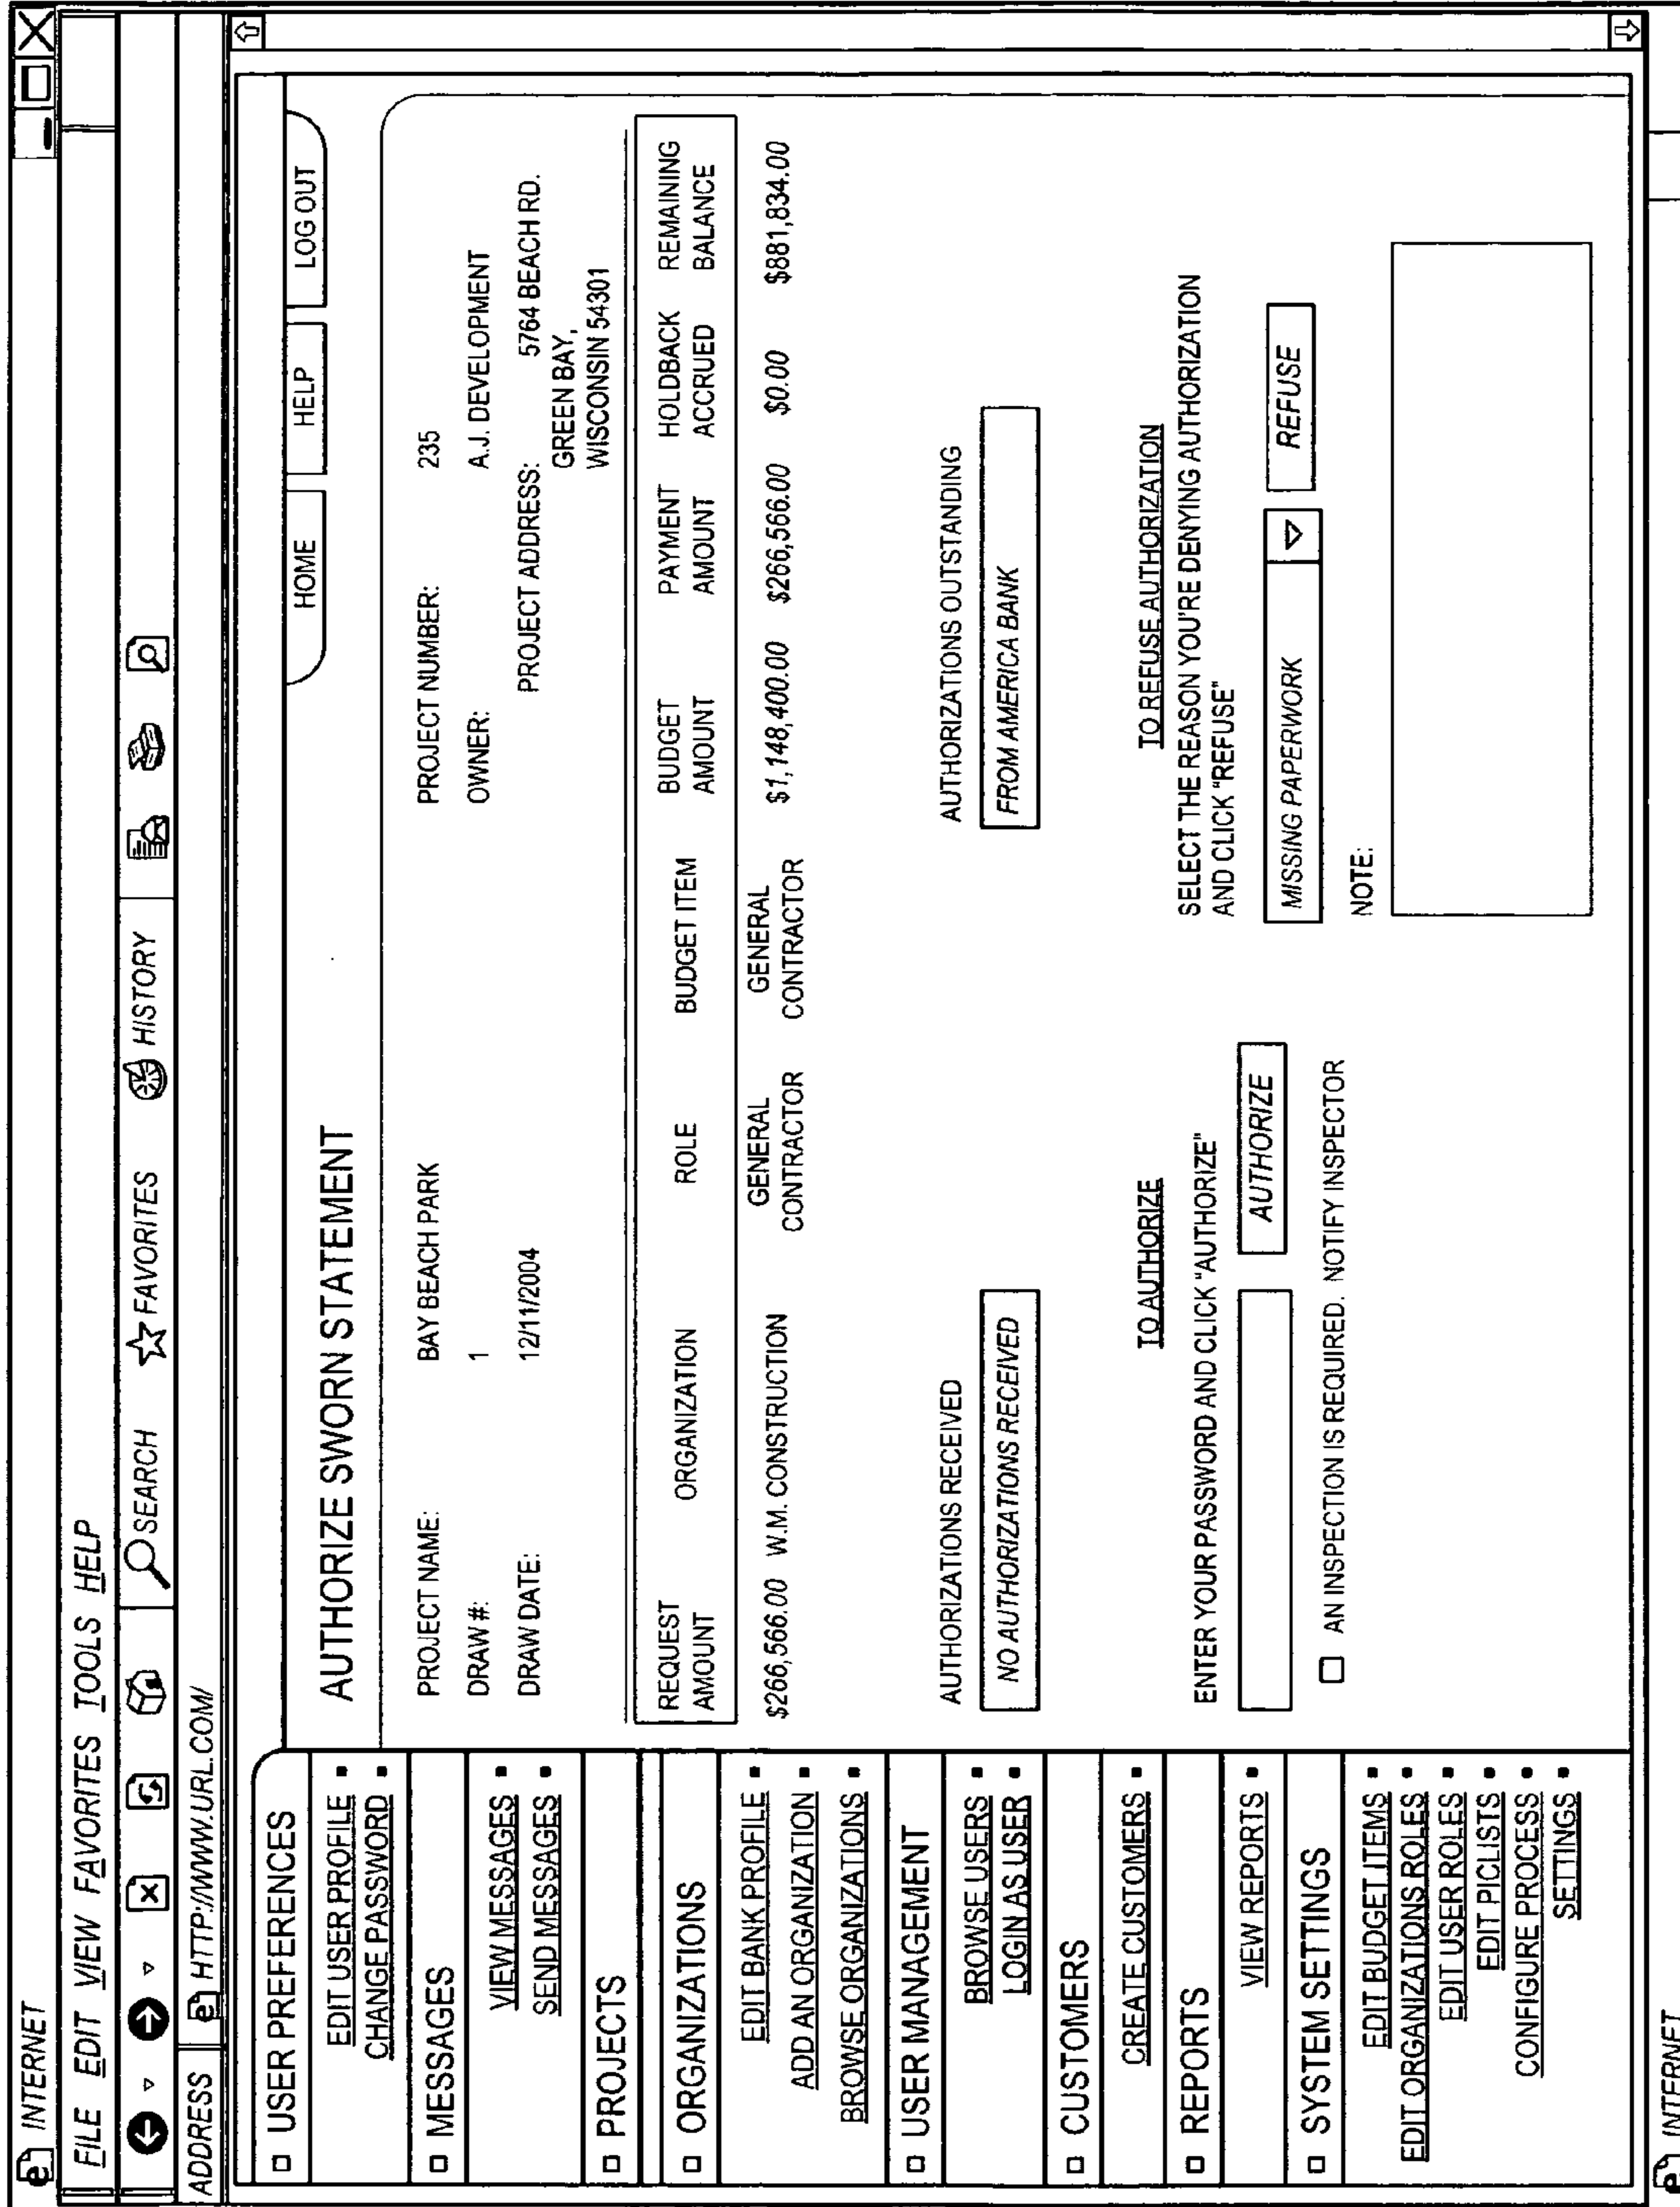 INTERNET
FILE EDIT VIEW FAVORITES TOOLS HELP
SEARCH FAVORITES HISTORY
ADDRESS HTTP://WWW.URL.COM/
USER PREFERENCES
EDIT USER PROFILE
CHANGE PASSWORD
MESSAGES
VIEW MESSAGES
SEND MESSAGES
PROJECTS
ORGANIZATIONS
EDIT BANK PROFILE
ADD AN ORGANIZATION
BROWSE ORGANIZATIONS
USER MANAGEMENT
BROWSE USERS
LOGIN AS USER
CUSTOMERS
CREATE CUSTOMERS
REPORTS
VIEW REPORTS
SYSTEM SETTINGS
EDIT BUDGET ITEMS
EDIT ORGANIZATIONS ROLES
EDIT USER ROLES
EDIT PICLISTS
CONFIGURE PROCESS
SETTINGS
HOME HELP LOG OUT
AUTHORIZE SWORN STATEMENT
PROJECT NAME: BAY BEACH PARK PROJECT NUMBER: 235
DRAW #: 1 OWNER: A.J. DEVELOPMENT
DRAW DATE: 12/11/2004 PROJECT ADDRESS: 5764 BEACH RD.
GREEN BAY,
WISCONSIN 54301
REQUEST AMOUNT ORGANIZATION ROLE BUDGET ITEM BUDGET AMOUNT PAYMENT AMOUNT HOLDBACK ACCRUED REMAINING BALANCE
$266,566.00 W.M. CONSTRUCTION GENERAL CONTRACTOR GENERAL CONTRACTOR $1,148,400.00 $266,566.00 $0.00 $881,834.00
AUTHORIZATIONS RECEIVED AUTHORIZATIONS OUTSTANDING
NO AUTHORIZATIONS RECEIVED FROM AMERICA BANK
TO AUTHORIZE
ENTER YOUR PASSWORD AND CLICK "AUTHORIZE"
AUTHORIZE
AN INSPECTION IS REQUIRED. NOTIFY INSPECTOR
TO REFUSE AUTHORIZATION
SELECT THE REASON YOU'RE DENYING AUTHORIZATION
AND CLICK "REFUSE"
MISSING PAPERWORK REFUSE
NOTE:
INTERNET